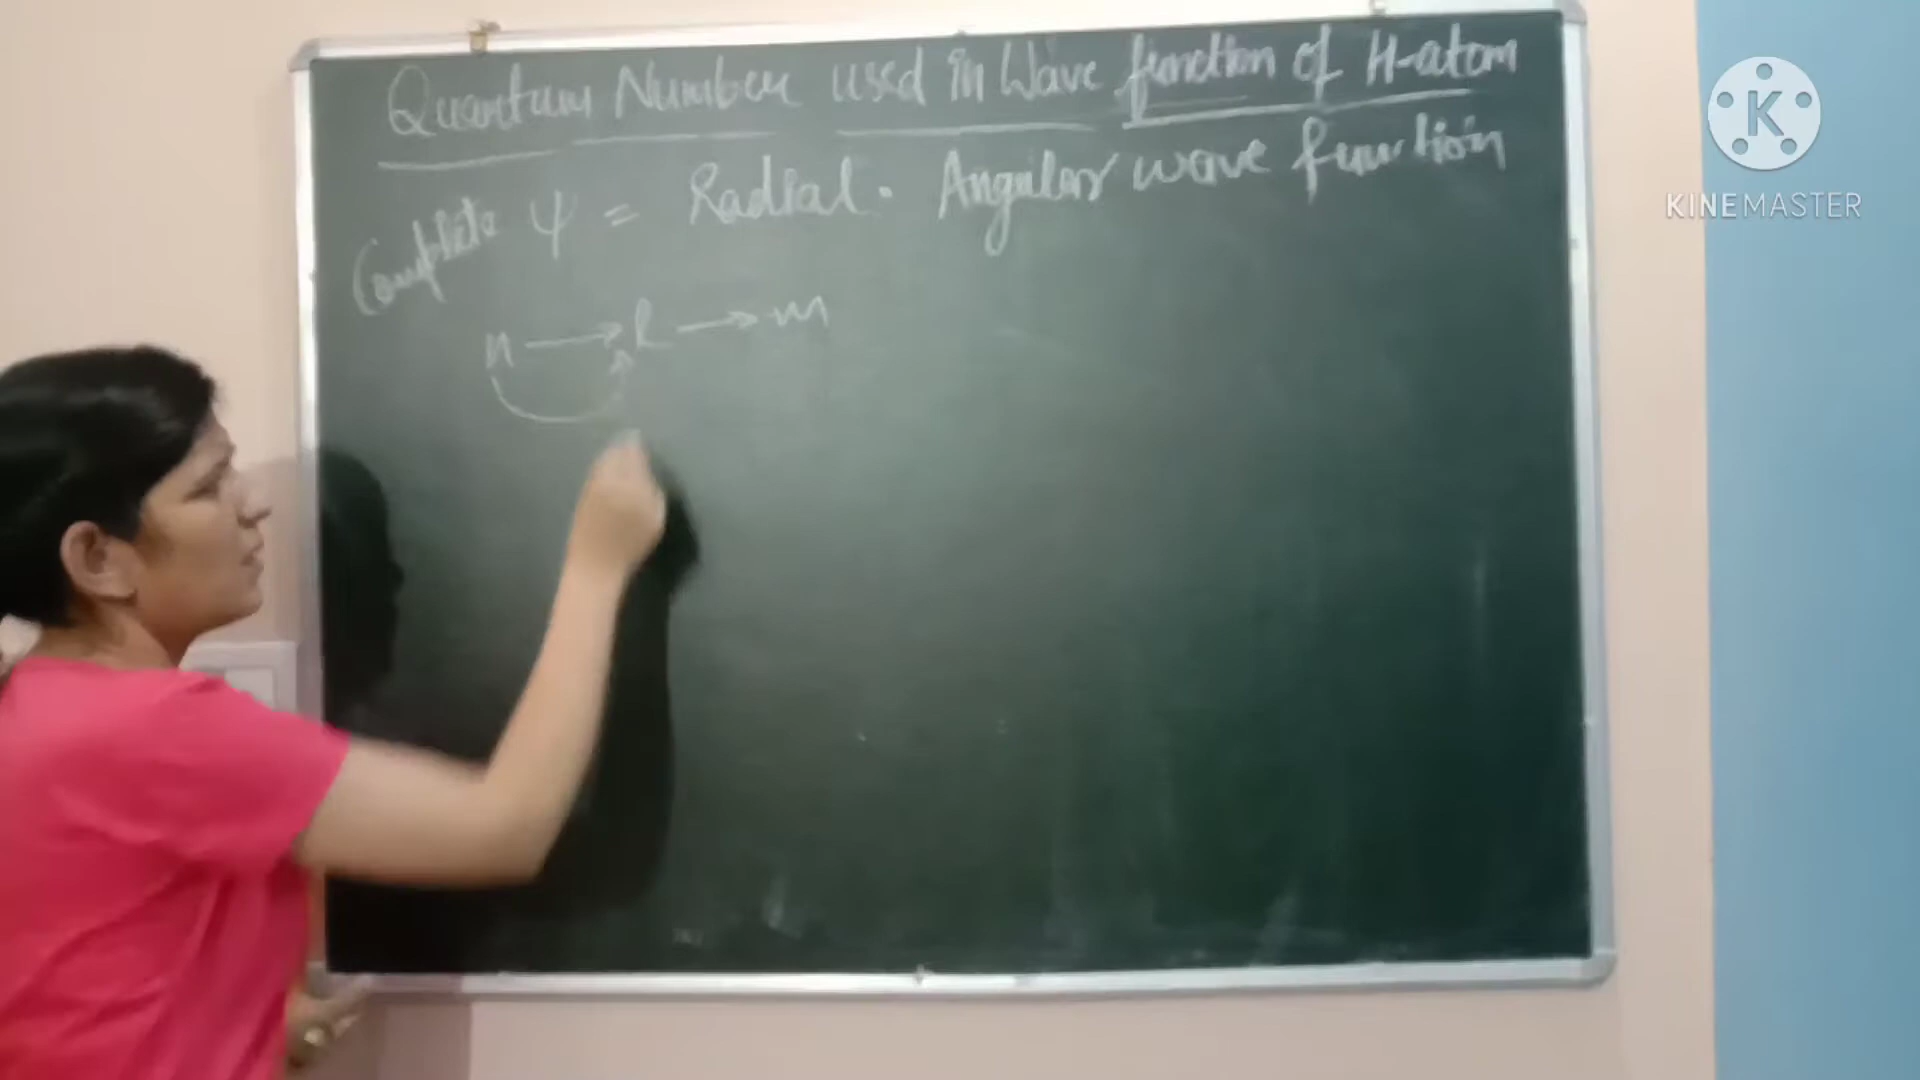 Quantum Number used in Wave function of H-atom
Complete ψ = Radial . Angular wave function
n → l → m
KINEMASTER